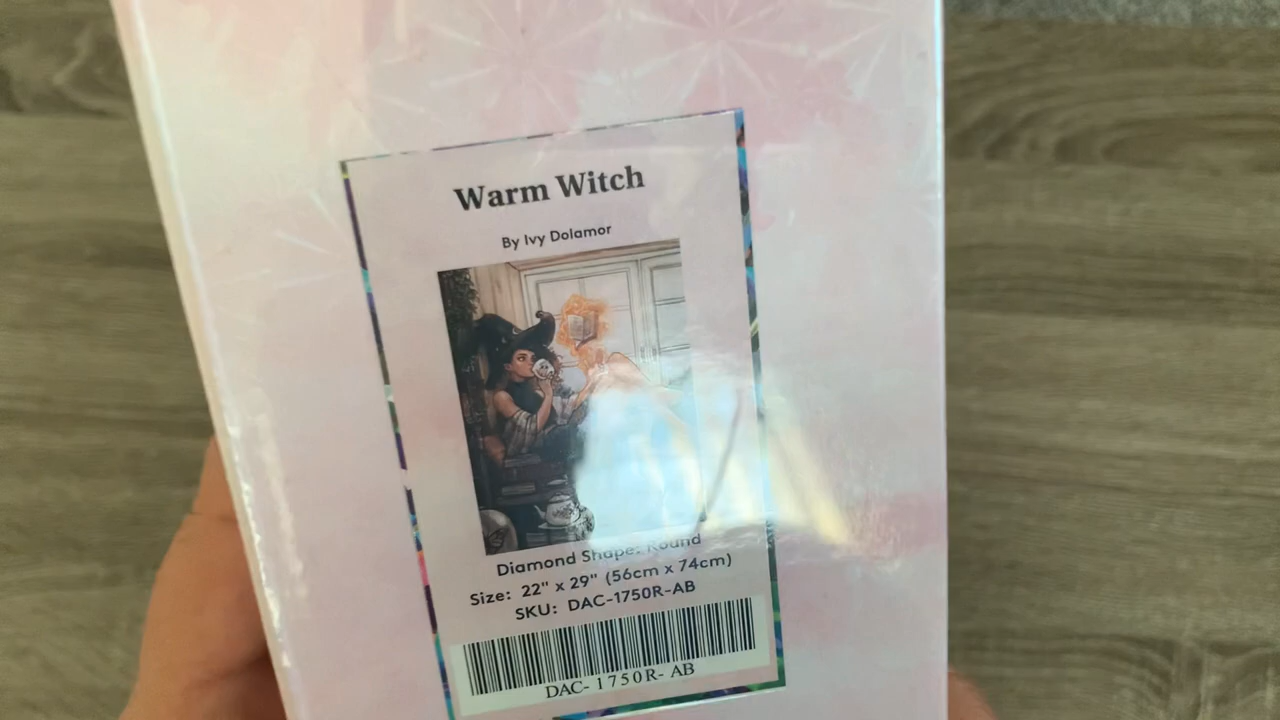 Warm Witch
By Ivy Dolamor
Diamond Shape: Round
Size: 22" x 29" (56cm x 74cm)
SKU: DAC-1750R-AB
DAC- 1750R- AB